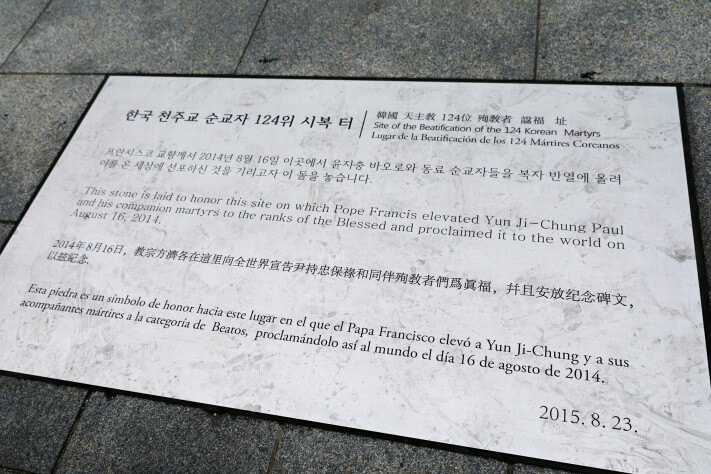 한국 천주교 순교자 124위 시복 터
韓國 天主教 124位 殉教者 諡福 址
Site of the Beatification of the 124 Korean Martyrs
Lugar de la Beatificación de los 124 Mártires Coreanos
프란치스코 교황께서 2014년 8월 16일 이곳에서 윤지충 바오로와 동료 순교자들을 복자 반열에 올려
이를 온 세상에 선포하신 것을 기리고자 이 돌을 놓습니다.
This stone is laid to honor this site on which Pope Francis elevated Yun Ji-Chung Paul
and his companion martyrs to the ranks of the Blessed and proclaimed it to the world on
August 16, 2014.
2014年 8月 16日, 教宗方濟各在這里向全世界宣告尹持忠保祿和同伴殉教者們爲眞福, 幷且安放纪念碑文,
以玆紀念.
Esta piedra es un símbolo de honor hacia este lugar en el que el Papa Francisco elevó a Yun Ji-Chung y a sus
acompañantes mártires a la categoría de Beatos, proclamándolo así al mundo el día 16 de agosto de 2014.
2015. 8. 23.